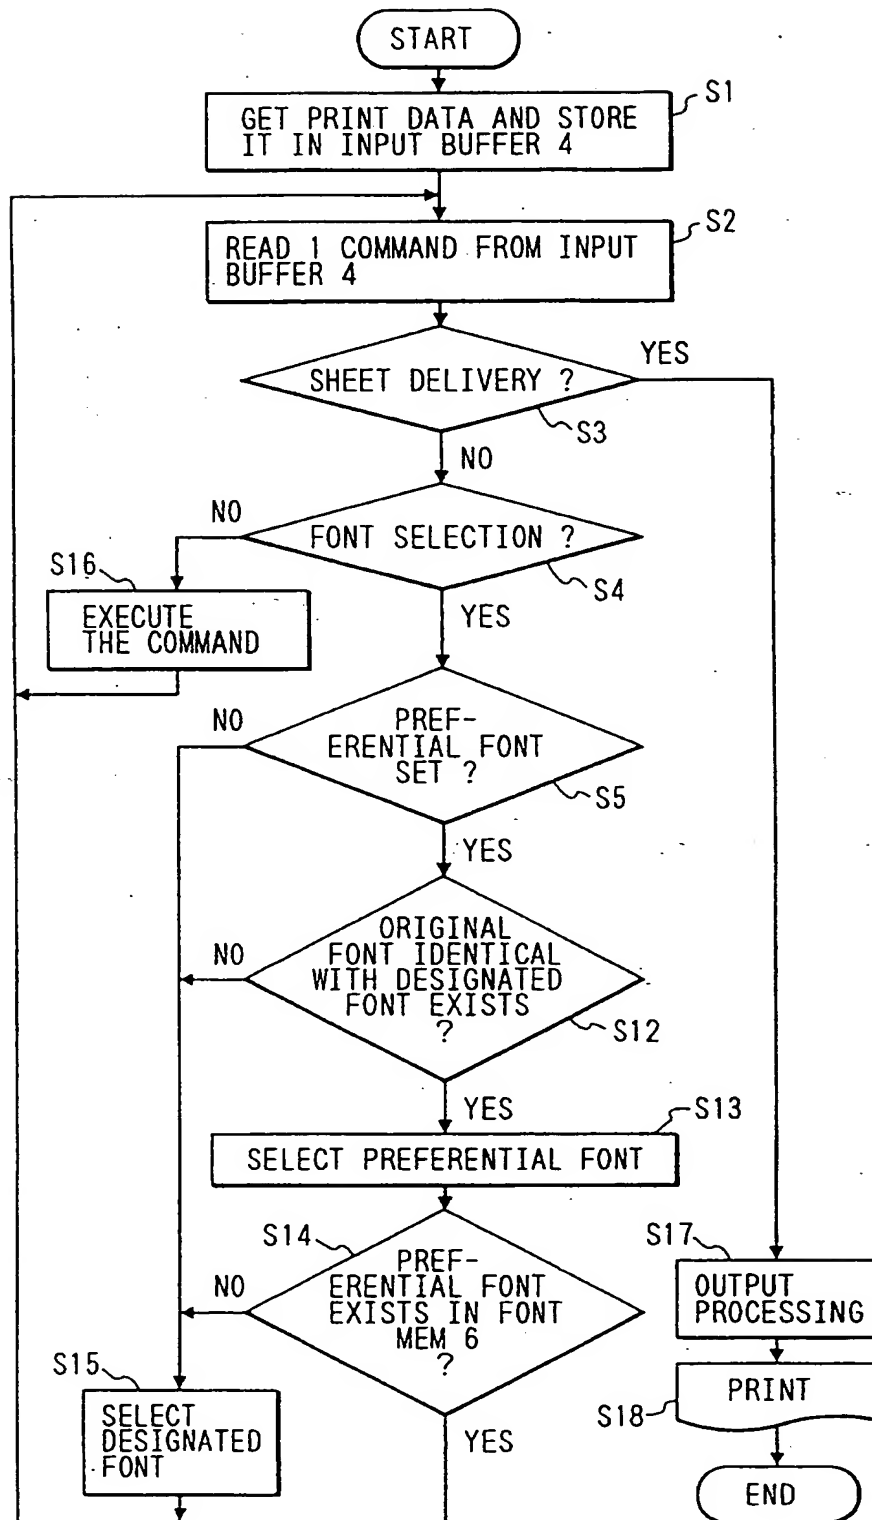 START
S1
GET PRINT DATA AND STORE
IT IN INPUT BUFFER 4
S2
READ 1 COMMAND FROM INPUT
BUFFER 4
YES
SHEET DELIVERY ?
S3
NO
NO
FONT SELECTION ?
S16
S4
EXECUTE
THE COMMAND
YES
NO
PREF-
ERENTIAL FONT
SET ?
S5
YES
ORIGINAL
FONT IDENTICAL
WITH DESIGNATED
FONT EXISTS
?
NO
S12
YES
S13
SELECT PREFERENTIAL FONT
S14
PREF-
ERENTIAL FONT
EXISTS IN FONT
MEM 6
?
NO
S17
OUTPUT
PROCESSING
S15
SELECT
DESIGNATED
FONT
YES
PRINT
S18
END